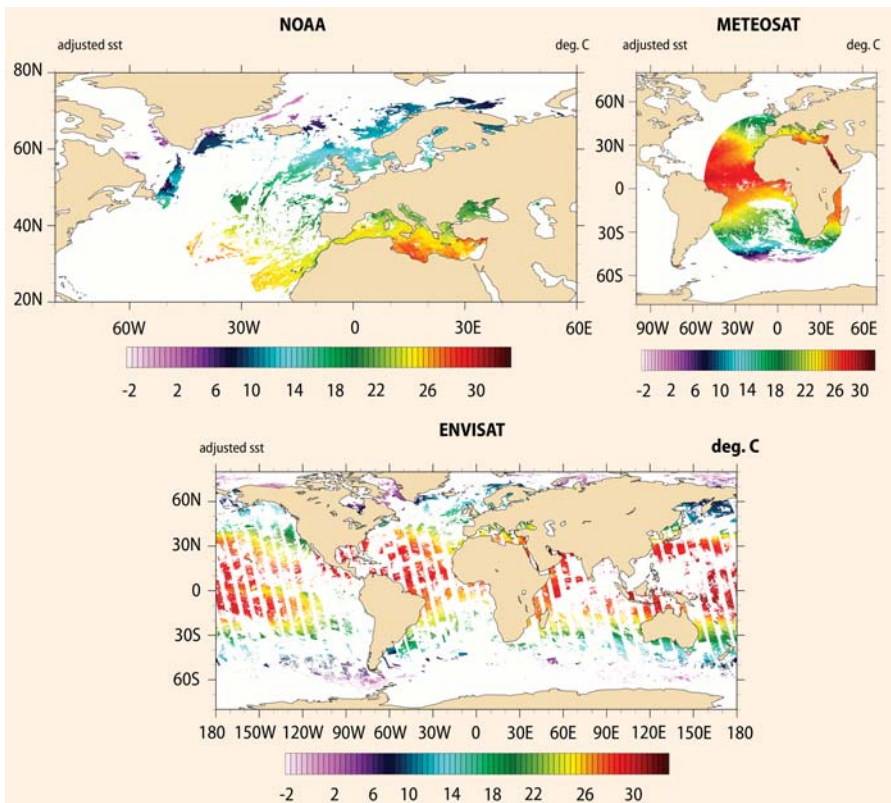 NOAA
adjusted sst deg. C
80N
60N
40N
20N
60W 30W 0 30E 60E
-2 2 6 10 14 18 22 26 30
METEOSAT
adjusted sst deg. C
60N
30N
0
30S
60S
90W 60W 30W 0 30E 60E
-2 2 6 10 14 18 22 26 30
ENVISAT
adjusted sst deg. C
60N
30N
0
30S
60S
180 150W 120W 90W 60W 30W 0 30E 60E 90E 120E 150E 180
-2 2 6 10 14 18 22 26 30